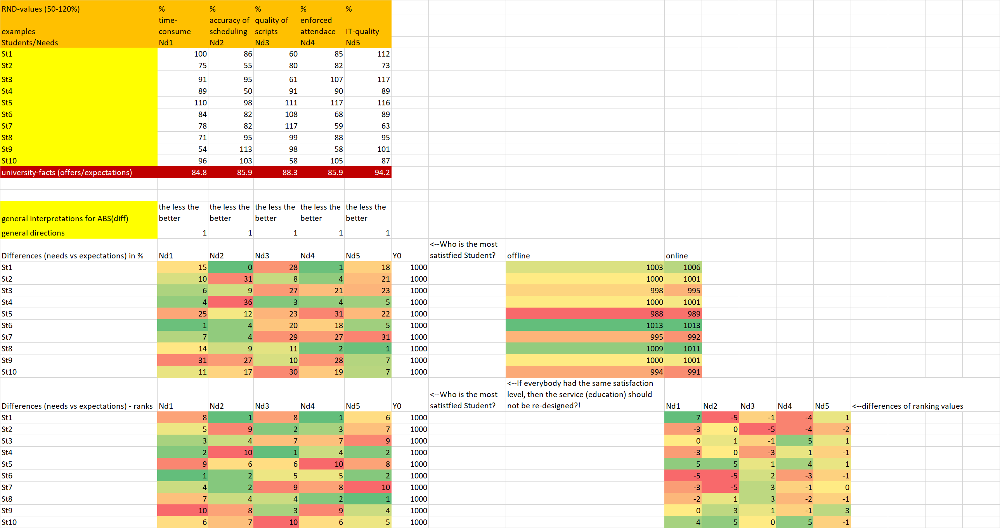 RND-values (50-120%) % % % % %
time- accuracy of quality of enforced
examples consume scheduling scripts attendace IT-quality
Students/Needs Nd1 Nd2 Nd3 Nd4 Nd5
St1 100 86 60 85 112
St2 75 55 80 82 73
St3 91 95 61 107 117
St4 89 50 91 90 89
St5 110 98 111 117 116
St6 84 82 108 68 89
St7 78 82 117 59 63
St8 71 95 99 88 95
St9 54 113 98 58 101
St10 96 103 58 105 87
university-facts (offers/expectations) 84.8 85.9 88.3 85.9 94.2
the less the the less the the less the the less the the less the
general interpretations for ABS(diff) better better better better better
general directions 1 1 1 1 1
<--Who is the most
Differences (needs vs expectations) in % Nd1 Nd2 Nd3 Nd4 Nd5 Y0 satistfied Student? offline online
St1 15 0 28 1 18 1000 1003 1006
St2 10 31 8 4 21 1000 1000 1001
St3 6 9 27 21 23 1000 998 995
St4 4 36 3 4 5 1000 1000 1001
St5 25 12 23 31 22 1000 988 989
St6 1 4 20 18 5 1000 1013 1013
St7 7 4 29 27 31 1000 995 992
St8 14 9 11 2 1 1000 1009 1011
St9 31 27 10 28 7 1000 1000 1001
St10 11 17 30 19 7 1000 994 991
<--If everybody had the same satisfaction
<--Who is the most level, then the service (education) should
Differences (needs vs expectations) - ranks Nd1 Nd2 Nd3 Nd4 Nd5 Y0 satistfied Student? not be re-designed?! Nd1 Nd2 Nd3 Nd4 Nd5 <--differences of ranking values
St1 8 1 8 1 6 1000 7 -5 -1 -4 1
St2 5 9 2 3 7 1000 -3 0 -5 -4 -2
St3 3 4 7 7 9 1000 0 1 -1 5 1
St4 2 10 1 4 2 1000 -3 0 -3 1 -1
St5 9 6 6 10 8 1000 5 5 1 4 1
St6 1 2 5 5 2 1000 -5 -5 2 -3 -1
St7 4 2 9 8 10 1000 -3 -5 3 -1 0
St8 7 4 4 2 1 1000 -2 1 3 -2 -1
St9 10 8 3 9 4 1000 0 3 1 -1 3
St10 6 7 10 6 5 1000 4 5 0 5 -1